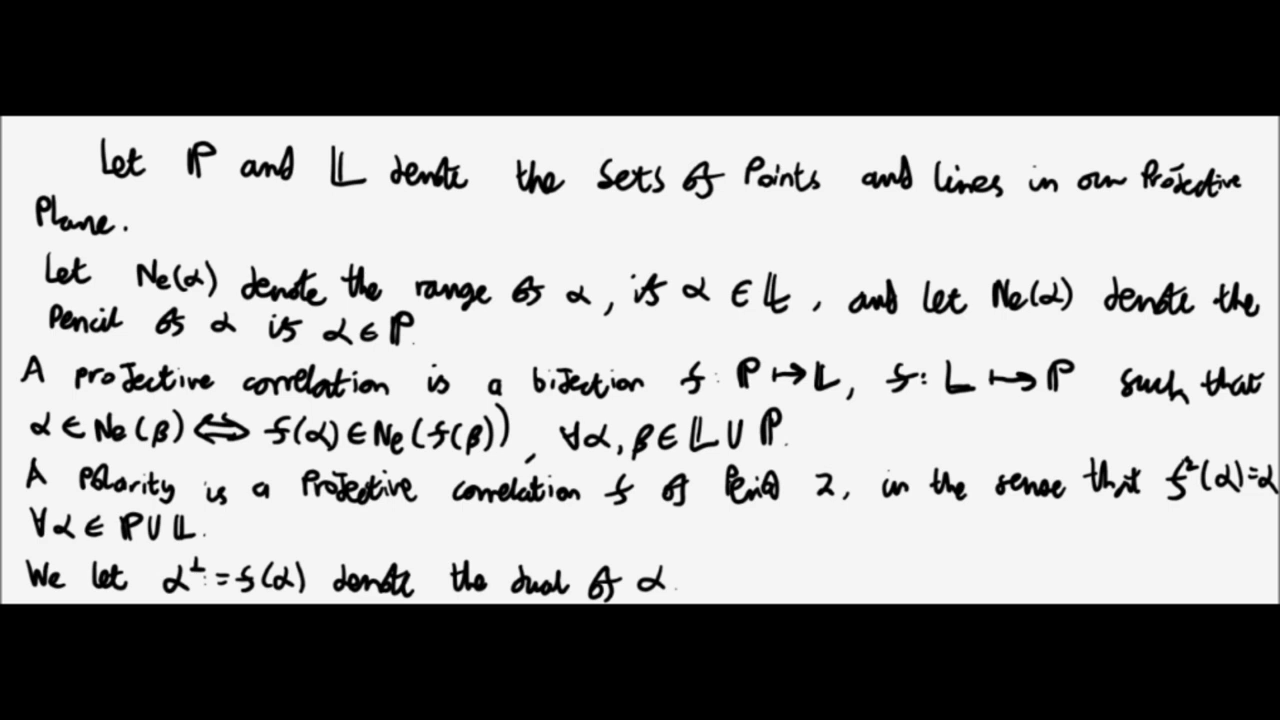 Let ℙ and 𝕃 denote the sets of Points and lines in our Projective
Plane.
Let Ne(α) denote the range of α, if α ∈ 𝕃, and let Ne(α) denote the
Pencil of α if α ∈ ℙ.
A projective correlation is a bijection f: ℙ ↦ 𝕃, f: 𝕃 ↦ ℙ such that
α ∈ Ne(β) ⇔ f(α) ∈ Ne(f(β)), ∀α, β ∈ 𝕃 ∪ ℙ.
A Polarity is a Projective correlation f of Period 2, in the sense that f²(α)=α
∀α ∈ ℙ ∪ 𝕃.
We let α^⊥ := f(α) denote the dual of α.